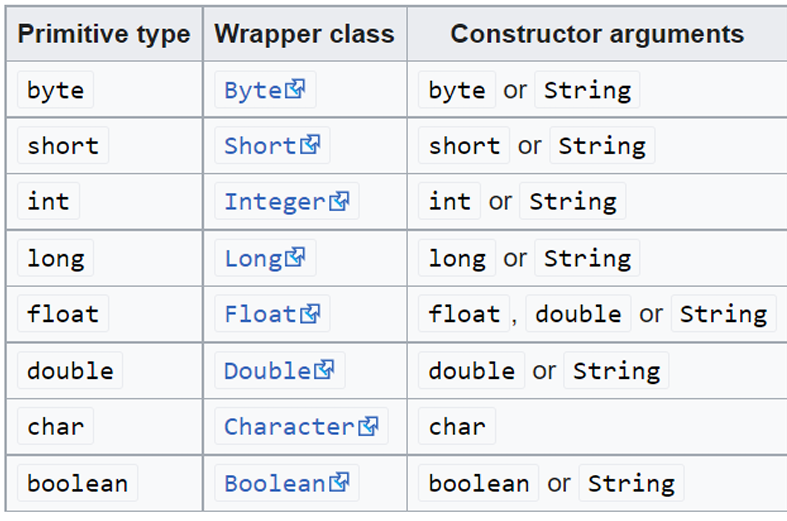 Primitive type Wrapper class Constructor arguments
byte Byte byte or String
short Short short or String
int Integer int or String
long Long long or String
float Float float , double or String
double Double double or String
char Character char
boolean Boolean boolean or String